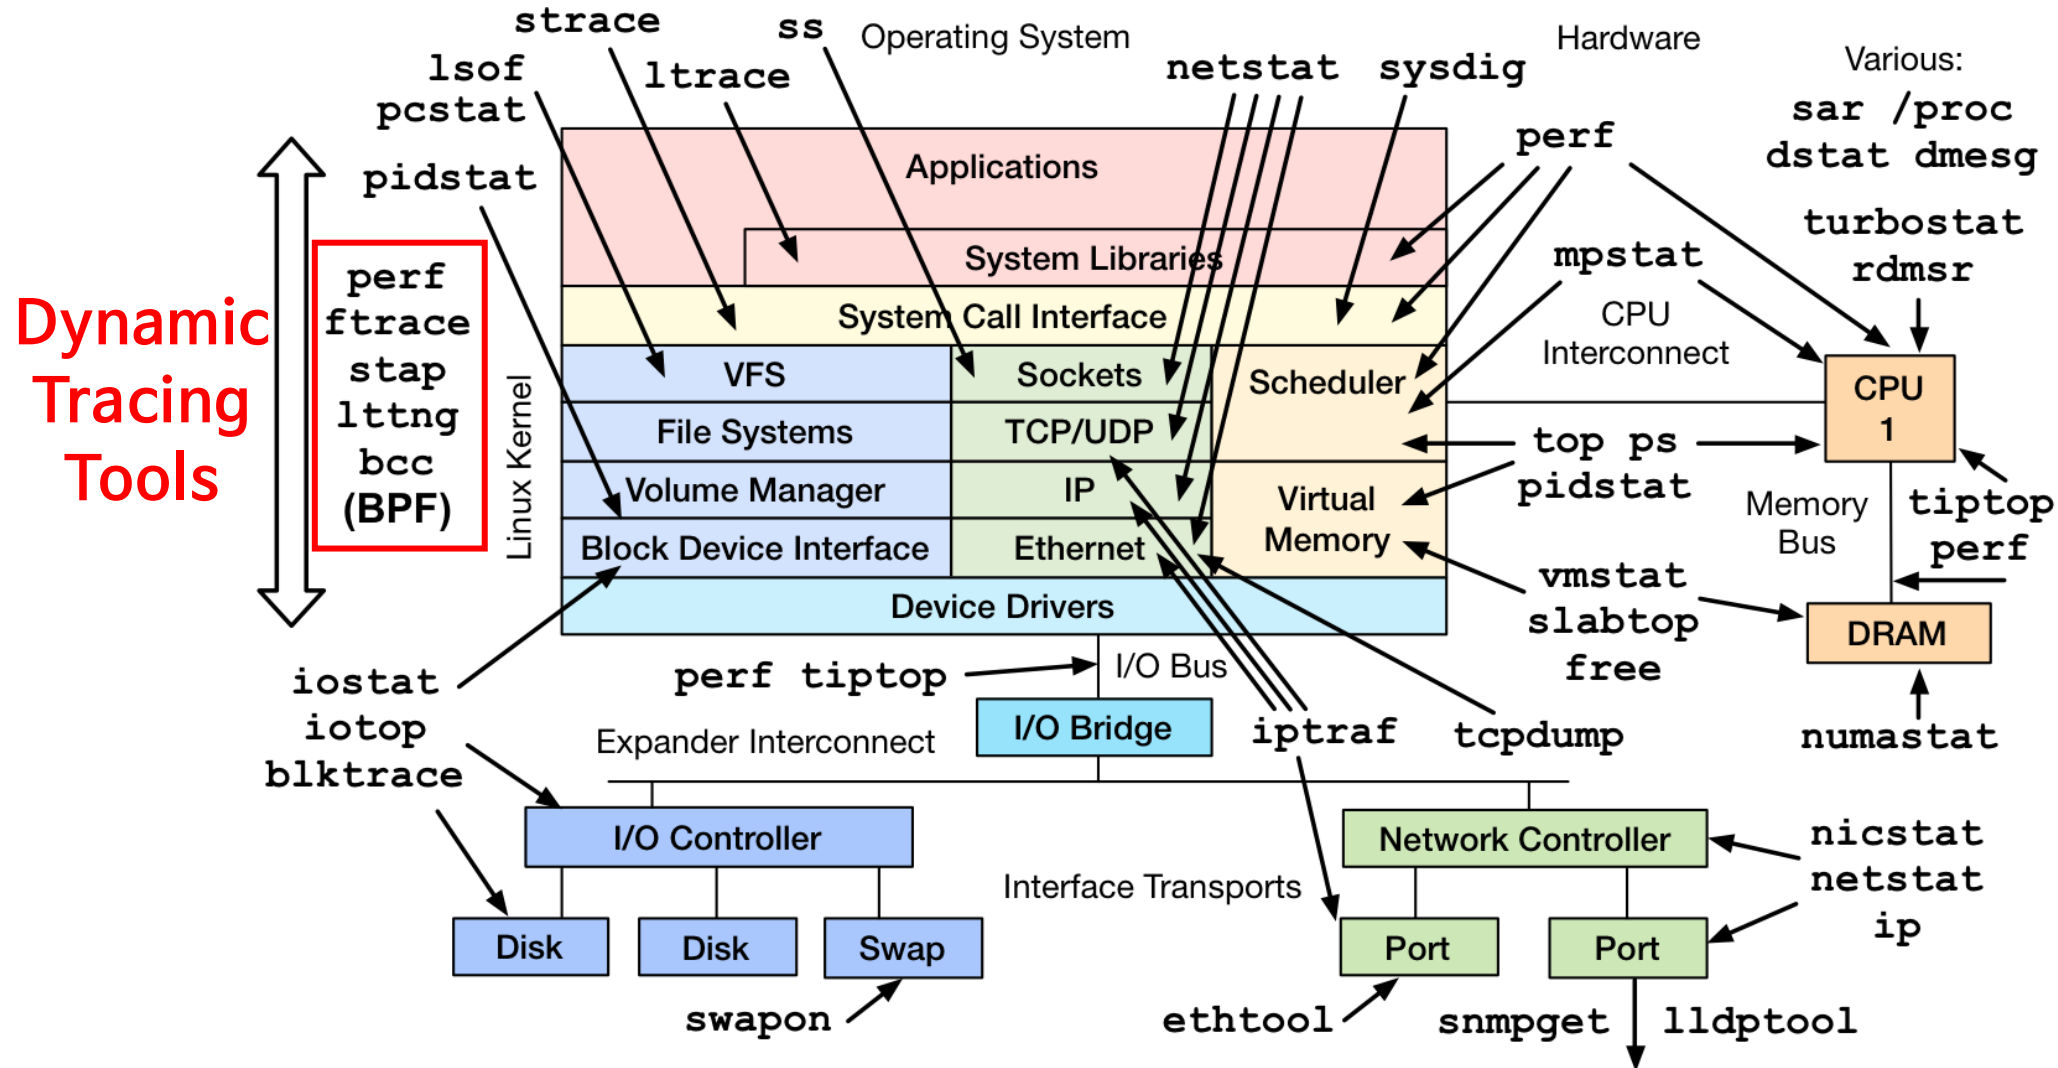 strace
ss
Operating System
Hardware
lsof
pcstat
ltrace
netstat
sysdig
Various:
sar /proc
dstat dmesg
perf
pidstat
Applications
turbostat
rdmsr
System Libraries
mpstat
perf
ftrace
stap
lttng
bcc
(BPF)
Dynamic
Tracing
Tools
Linux Kernel
System Call Interface
CPU
Interconnect
VFS
Sockets
Scheduler
CPU
1
File Systems
TCP/UDP
top ps
pidstat
Volume Manager
IP
Virtual
Memory
Memory
Bus
tiptop
perf
Block Device Interface
Ethernet
vmstat
slabtop
free
Device Drivers
DRAM
iostat
iotop
blktrace
perf tiptop
I/O Bus
I/O Bridge
Expander Interconnect
iptraf
tcpdump
numastat
I/O Controller
Network Controller
nicstat
netstat
ip
Interface Transports
Disk
Disk
Swap
Port
Port
swapon
ethtool
snmpget
lldptool